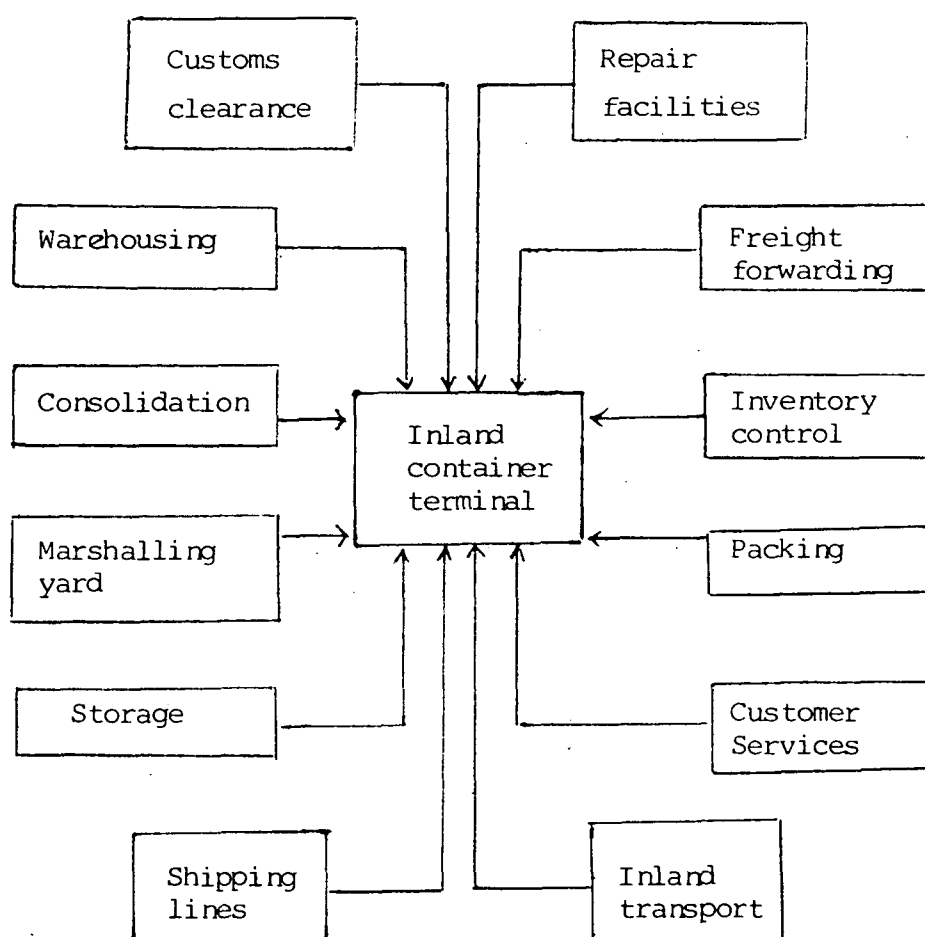 Customs
clearance
Repair
facilities
Warehousing
Freight
forwarding
Consolidation
Inland
container
terminal
Inventory
control
Marshalling
yard
Packing
Storage
Customer
Services
Shipping
lines
Inland
transport